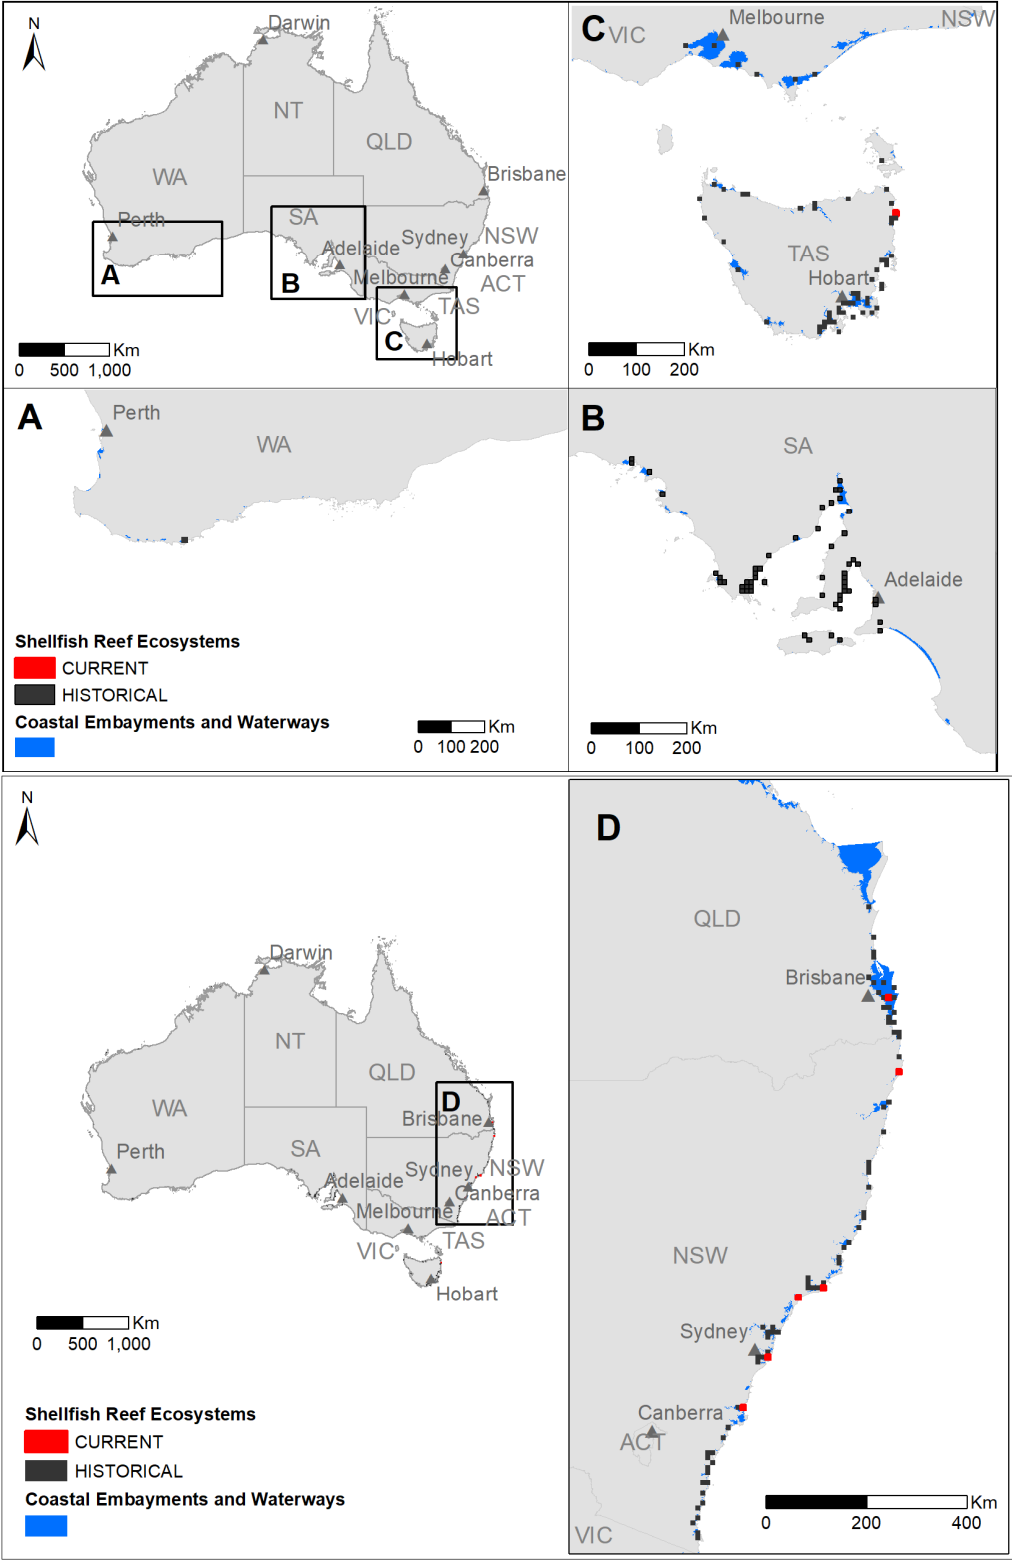 N
Darwin
NT
QLD
WA
Brisbane
Perth
SA
Sydney
NSW
Adelaide
Canberra
A
B
Melbourne
ACT
TAS
VIC
C
Hobart
Km
0 500 1,000
C
VIC
Melbourne
NSW
TAS
Hobart
Km
0 100 200
A
Perth
WA
Shellfish Reef Ecosystems
CURRENT
HISTORICAL
Coastal Embayments and Waterways
Km
0 100 200
B
SA
Adelaide
Km
0 100 200
N
Darwin
NT
QLD
WA
D
Brisbane
Perth
SA
Sydney
NSW
Adelaide
Canberra
Melbourne
ACT
VIC
TAS
Hobart
Km
0 500 1,000
Shellfish Reef Ecosystems
CURRENT
HISTORICAL
Coastal Embayments and Waterways
D
QLD
Brisbane
NSW
Sydney
Canberra
ACT
Km
0 200 400
VIC